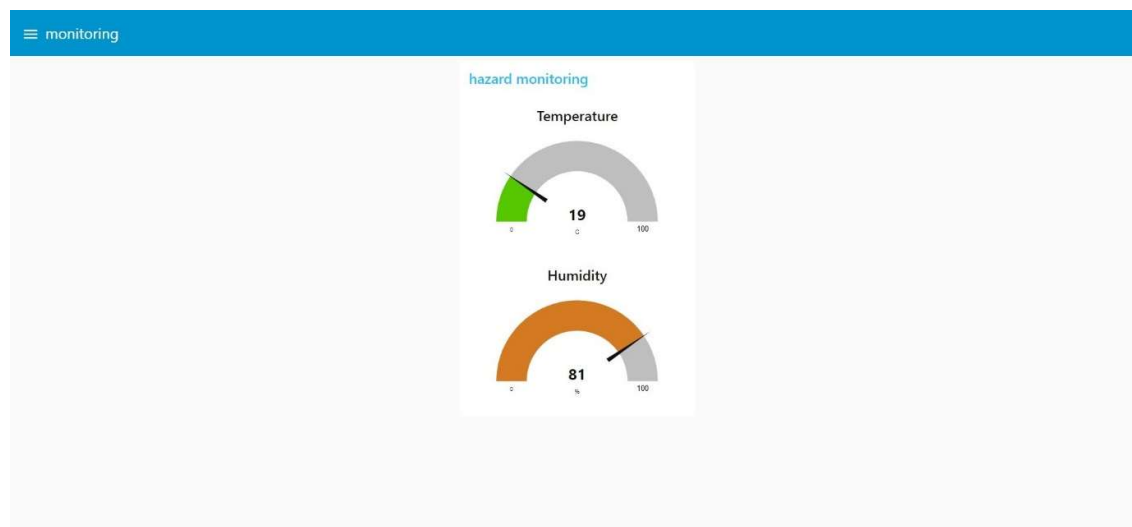 monitoring
hazard monitoring
Temperature
19
0 C 100
Humidity
81
0 % 100